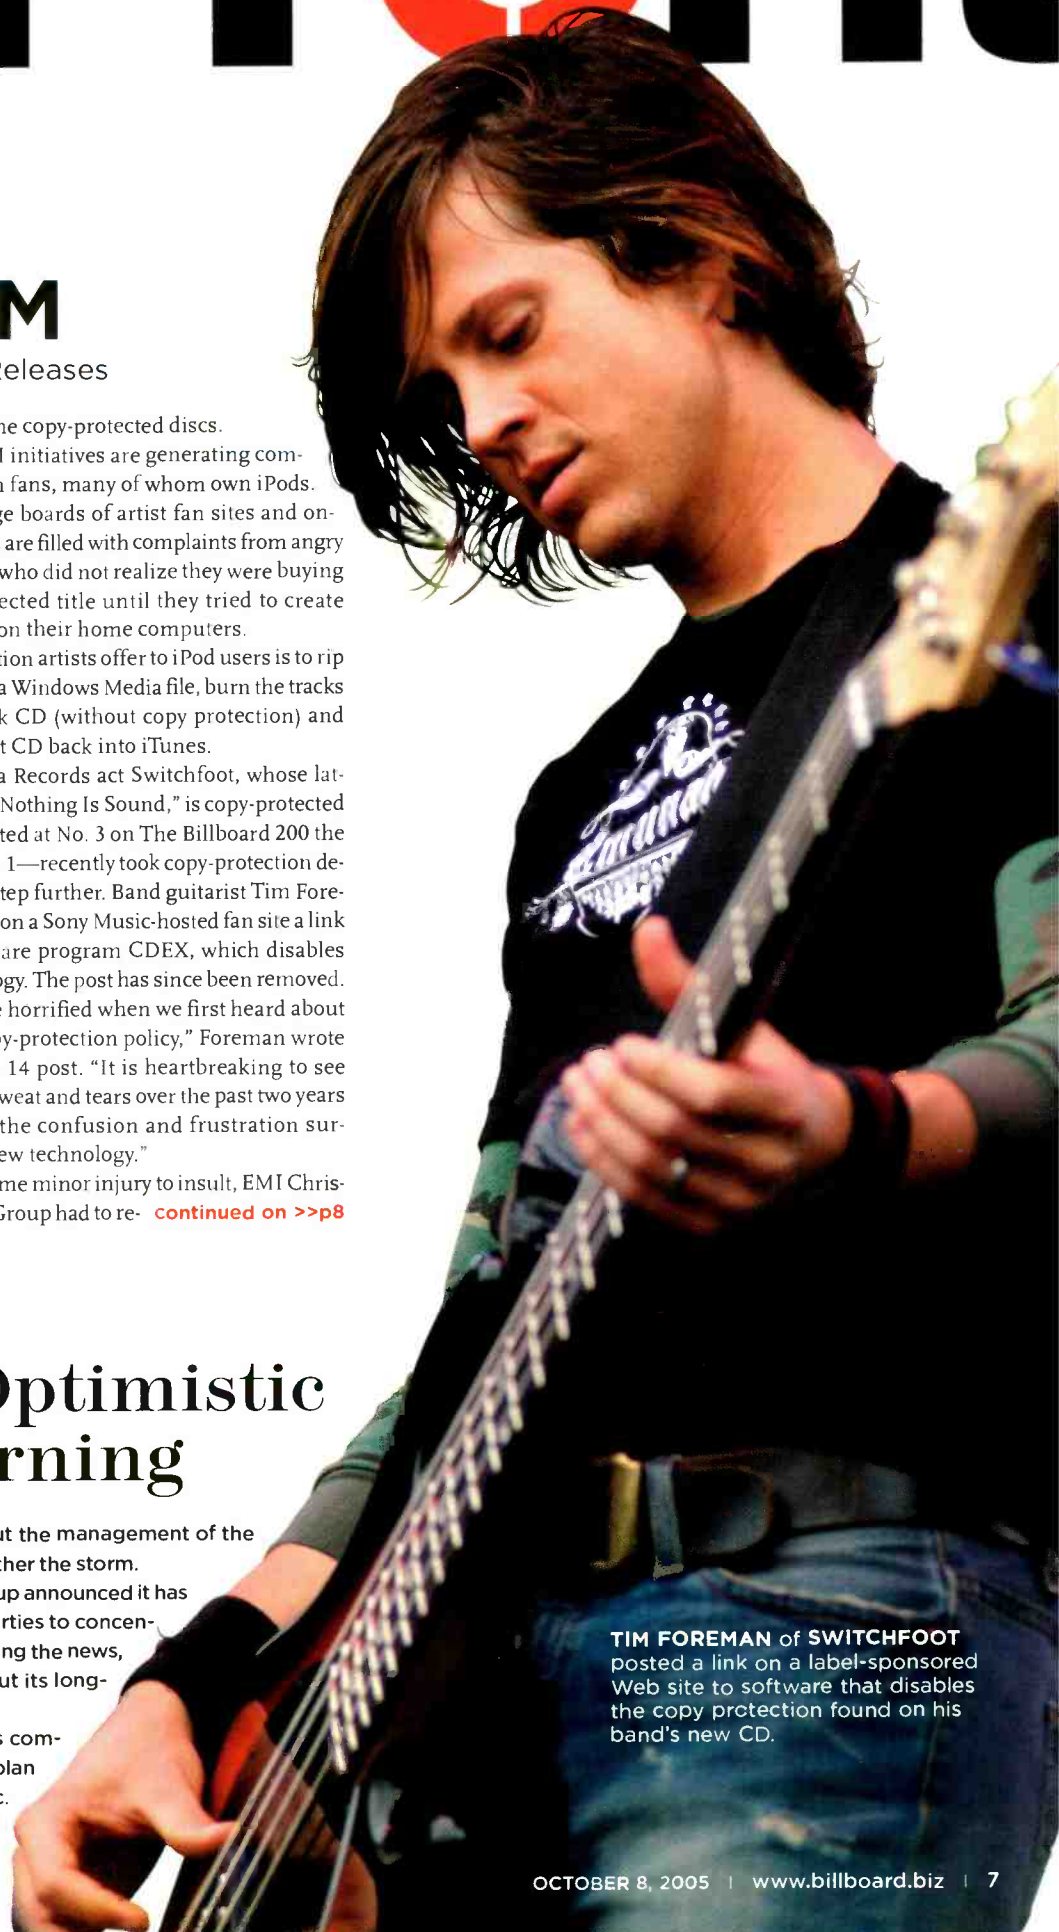 M
eleases
he copy-protected discs.
initiatives are generating com-
fans, many of whom own iPods.
ge boards of artist fan sites and on-
are filled with complaints from angry
who did not realize they were buying
ected title until they tried to create
on their home computers.
tion artists offer to iPod users is to rip
a Windows Media file, burn the tracks
k CD (without copy protection) and
t CD back into iTunes.
a Records act Switchfoot, whose lat-
Nothing Is Sound,” is copy-protected
ted at No. 3 on The Billboard 200 the
1—recently took copy-protection de-
tep further. Band guitarist Tim Fore-
on a Sony Music-hosted fan site a link
are program CDEX, which disables
ogy. The post has since been removed.
e horrified when we first heard about
y-protection policy,” Foreman wrote
14 post. “It is heartbreaking to see
weat and tears over the past two years
the confusion and frustration sur-
ew technology.”
me minor injury to insult, EMI Chris-
Group had to re- continued on >>p8
Optimistic
rning
ut the management of the
ther the storm.
up announced it has
rties to concen-
ng the news,
ut its long-
s com-
plan
c.
TIM FOREMAN of SWITCHFOOT
posted a link on a label-sponsored
Web site to software that disables
the copy protection found on his
band's new CD.
OCTOBER 8, 2005 | www.billboard.biz | 7